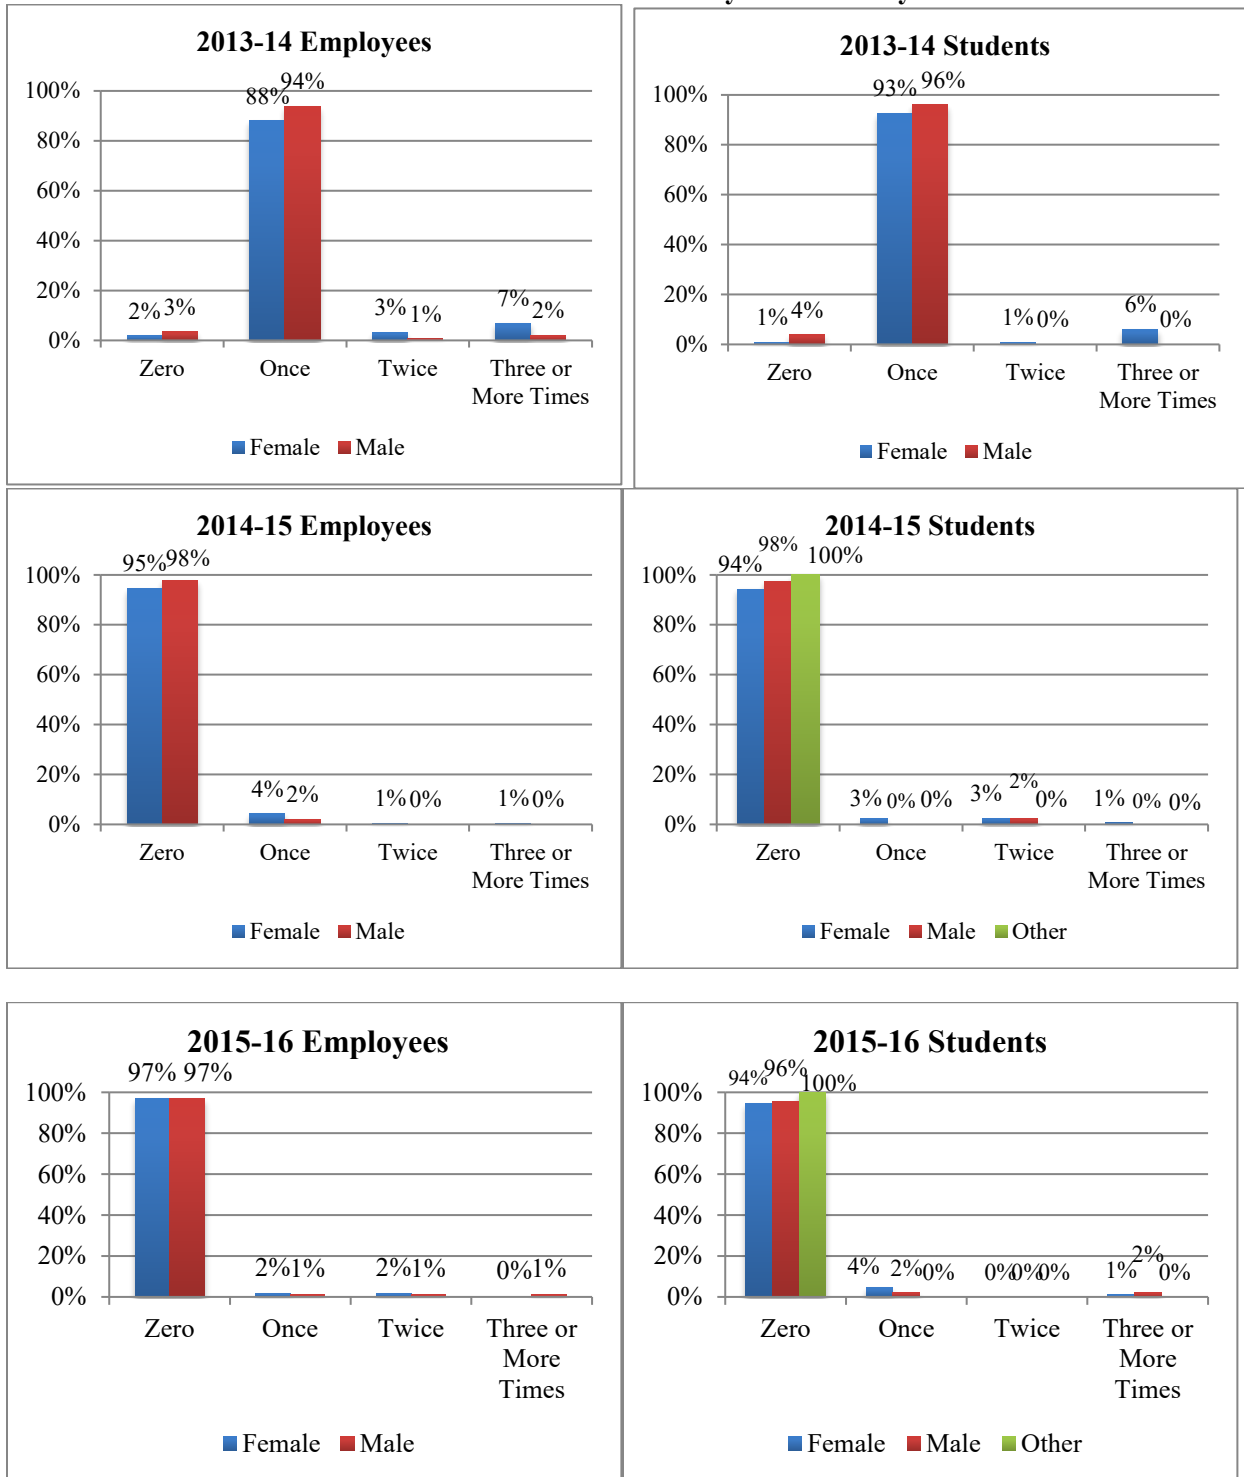 2013-14 Employees
100%
80%
60%
40%
20%
0%
2% 3%
88% 94%
3% 1%
7% 2%
Zero Once Twice Three or
More Times
Female Male
2013-14 Students
100%
80%
60%
40%
20%
0%
1% 4%
93% 96%
1% 0%
6% 0%
Zero Once Twice Three or
More Times
Female Male
2014-15 Employees
100%
80%
60%
40%
20%
0%
95% 98%
4% 2%
1% 0%
1% 0%
Zero Once Twice Three or
More Times
Female Male
2014-15 Students
100%
80%
60%
40%
20%
0%
94% 98% 100%
3% 0% 0%
3% 2% 0%
1% 0% 0%
Zero Once Twice Three or
More Times
Female Male Other
2015-16 Employees
100%
80%
60%
40%
20%
0%
97% 97%
2% 1%
2% 1%
0% 1%
Zero Once Twice Three or
More
Times
Female Male
2015-16 Students
100%
80%
60%
40%
20%
0%
94% 96% 100%
4% 2% 0%
0% 0% 0%
1% 2% 0%
Zero Once Twice Three or
More
Times
Female Male Other